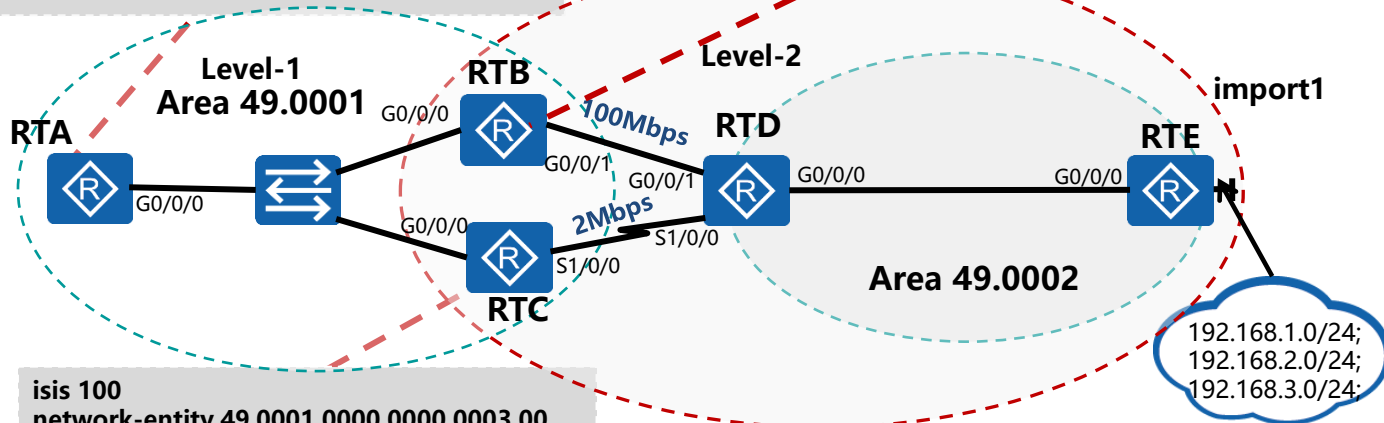 Level-1
Area 49.0001
RTA
G0/0/0
G0/0/0
RTB
G0/0/1
100Mbps
Level-2
RTD
G0/0/1
G0/0/0
2Mbps
S1/0/0
G0/0/0
S1/0/0
RTC
G0/0/0
RTE
import1
Area 49.0002
192.168.1.0/24;
192.168.2.0/24;
192.168.3.0/24;
isis 100
network-entity 49.0001.0000.0000.0003.00